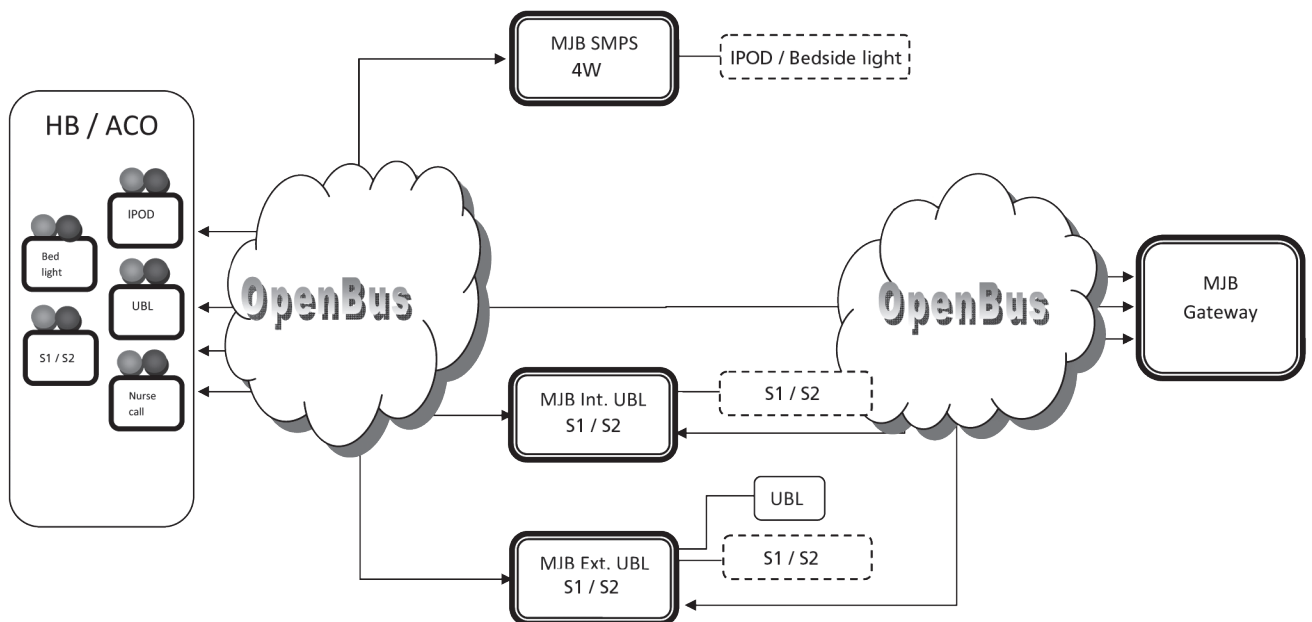 MJB SMPS
4W
IPOD / Bedside light
HB / ACO
IPOD
Bed
light
UBL
S1 / S2
Nurse
call
OpenBus
OpenBus
MJB
Gateway
MJB Int. UBL
S1 / S2
S1 / S2
UBL
MJB Ext. UBL
S1 / S2
S1 / S2